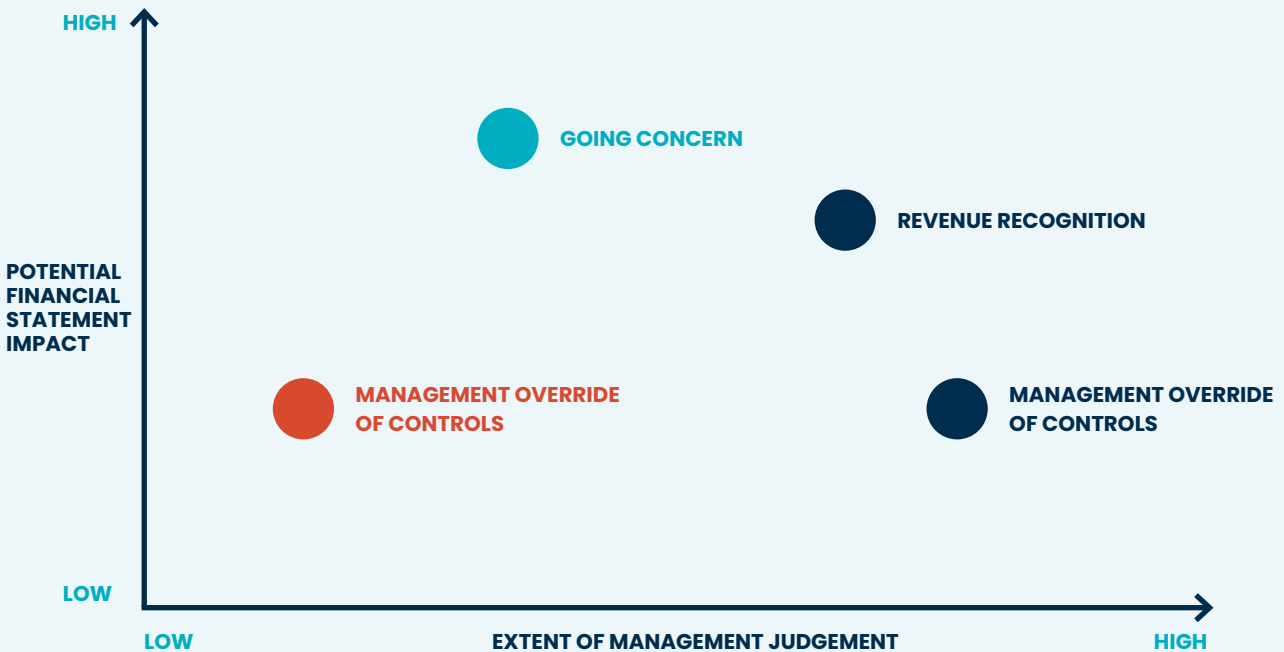 HIGH
GOING CONCERN
REVENUE RECOGNITION
POTENTIAL
FINANCIAL
STATEMENT
IMPACT
MANAGEMENT OVERRIDE
OF CONTROLS
MANAGEMENT OVERRIDE
OF CONTROLS
LOW
LOW
EXTENT OF MANAGEMENT JUDGEMENT
HIGH